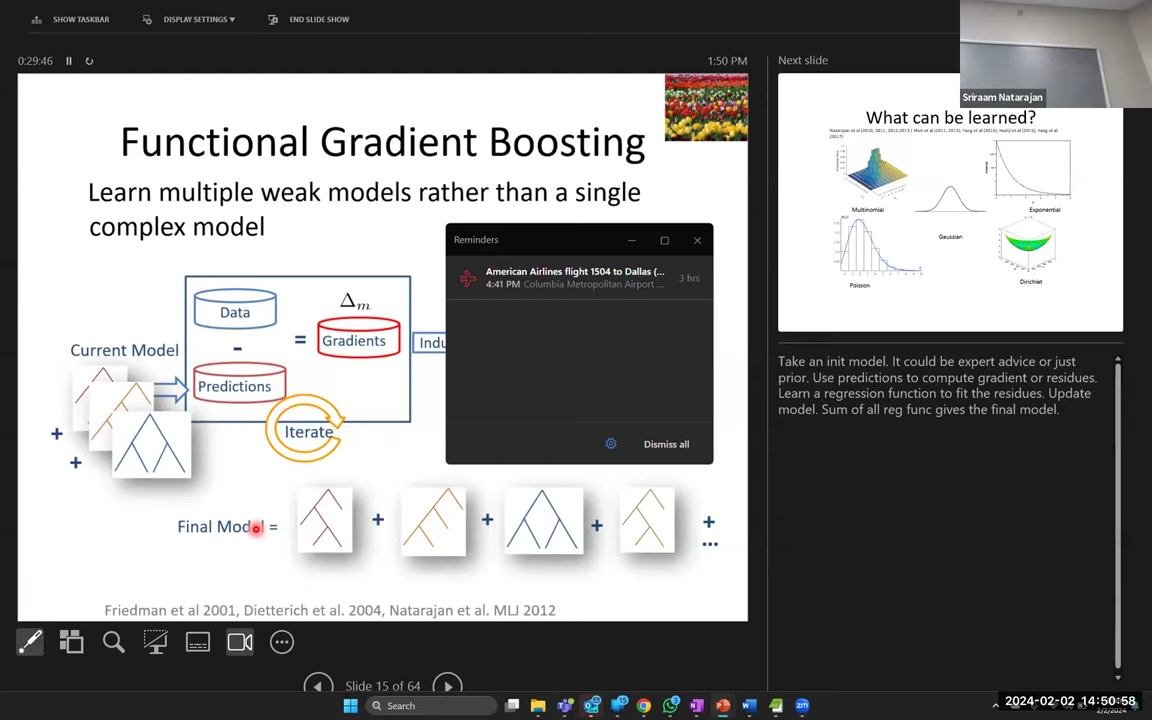 SHOW TASKBAR
DISPLAY SETTINGS ▾
END SLIDE SHOW
0:29:46
1:50 PM
Functional Gradient Boosting
Learn multiple weak models rather than a single
complex model
Data
-
Predictions
=
Δm
Gradients
Indu
Current Model
Iterate
+
+
Final Model =
+
+
+
+
...
Friedman et al 2001, Dietterich et al. 2004, Natarajan et al. MLJ 2012
Reminders
American Airlines flight 1504 to Dallas (...
4:41 PM Columbia Metropolitan Airport ...
3 hrs
Dismiss all
Slide 15 of 64
Next slide
Sriraam Natarajan
What can be learned?
Multinomial
Exponential
Gaussian
Poisson
Dirichlet
Take an init model. It could be expert advice or just
prior. Use predictions to compute gradient or residues.
Learn a regression function to fit the residues. Update
model. Sum of all reg func gives the final model.
Search
2024-02-02 14:50:58
2/2/2024